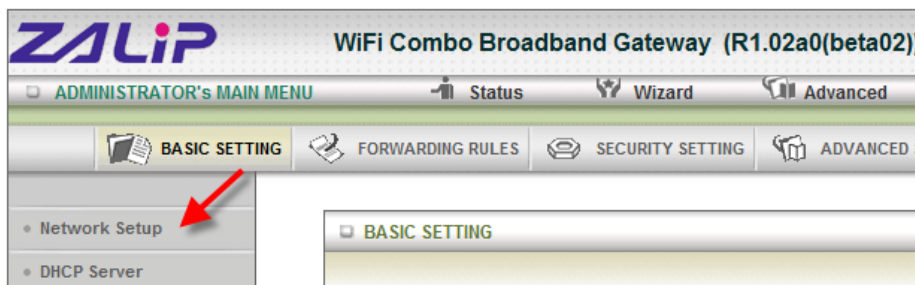 ZALiP
WiFi Combo Broadband Gateway (R1.02a0(beta02))
ADMINISTRATOR's MAIN MENU Status Wizard Advanced
BASIC SETTING FORWARDING RULES SECURITY SETTING ADVANCED
Network Setup
BASIC SETTING
DHCP Server